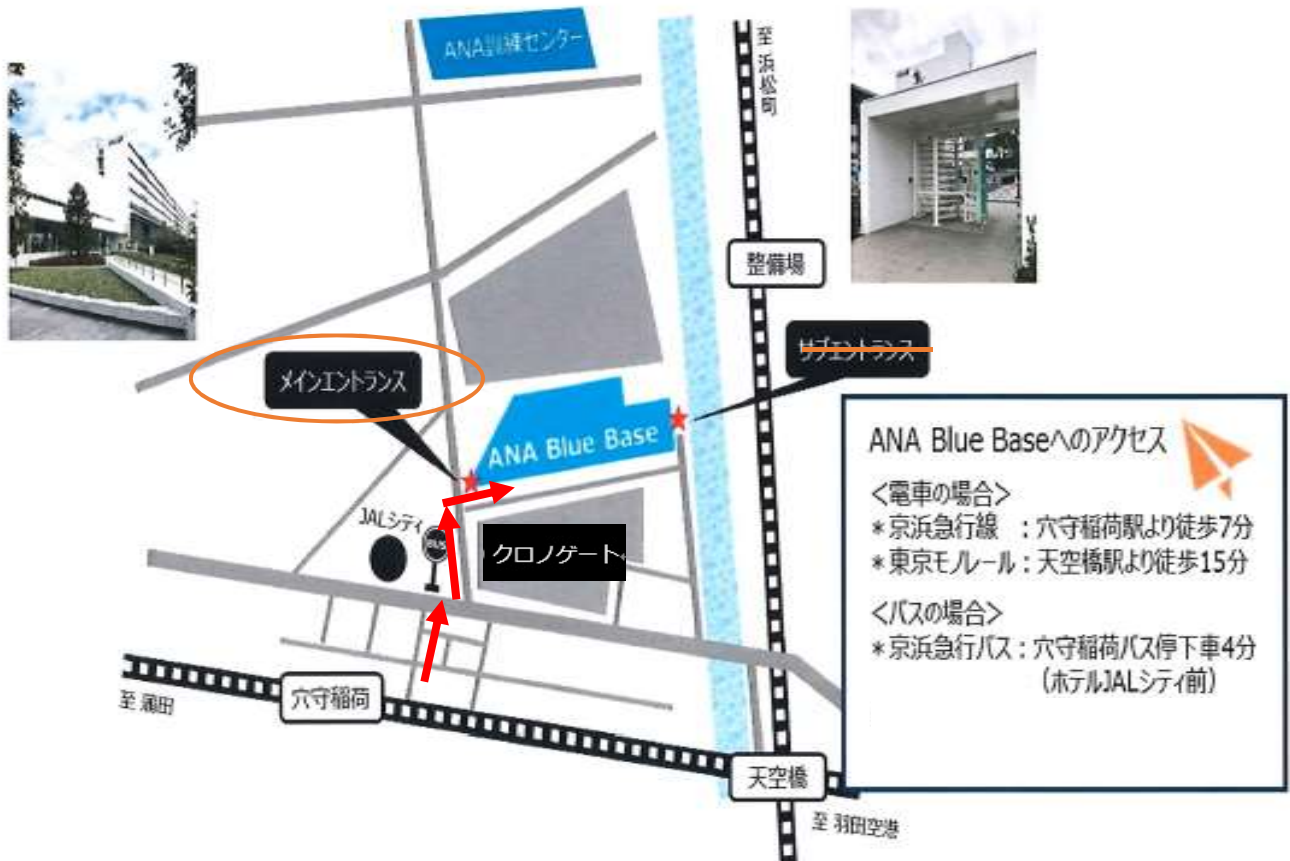 ANA訓練センター
至 浜松町
整備場
メインエントランス
サブエントランス
ANA Blue Base
JALシティ
BUS
クロノゲート
穴守稲荷
至 蒲田
天空橋
至 羽田空港
ANA Blue Baseへのアクセス
<電車の場合>
*京浜急行線 :穴守稲荷駅より徒歩7分
*東京モノレール:天空橋駅より徒歩15分
<バスの場合>
*京浜急行バス:穴守稲荷バス停下車4分
(ホテルJALシティ前)